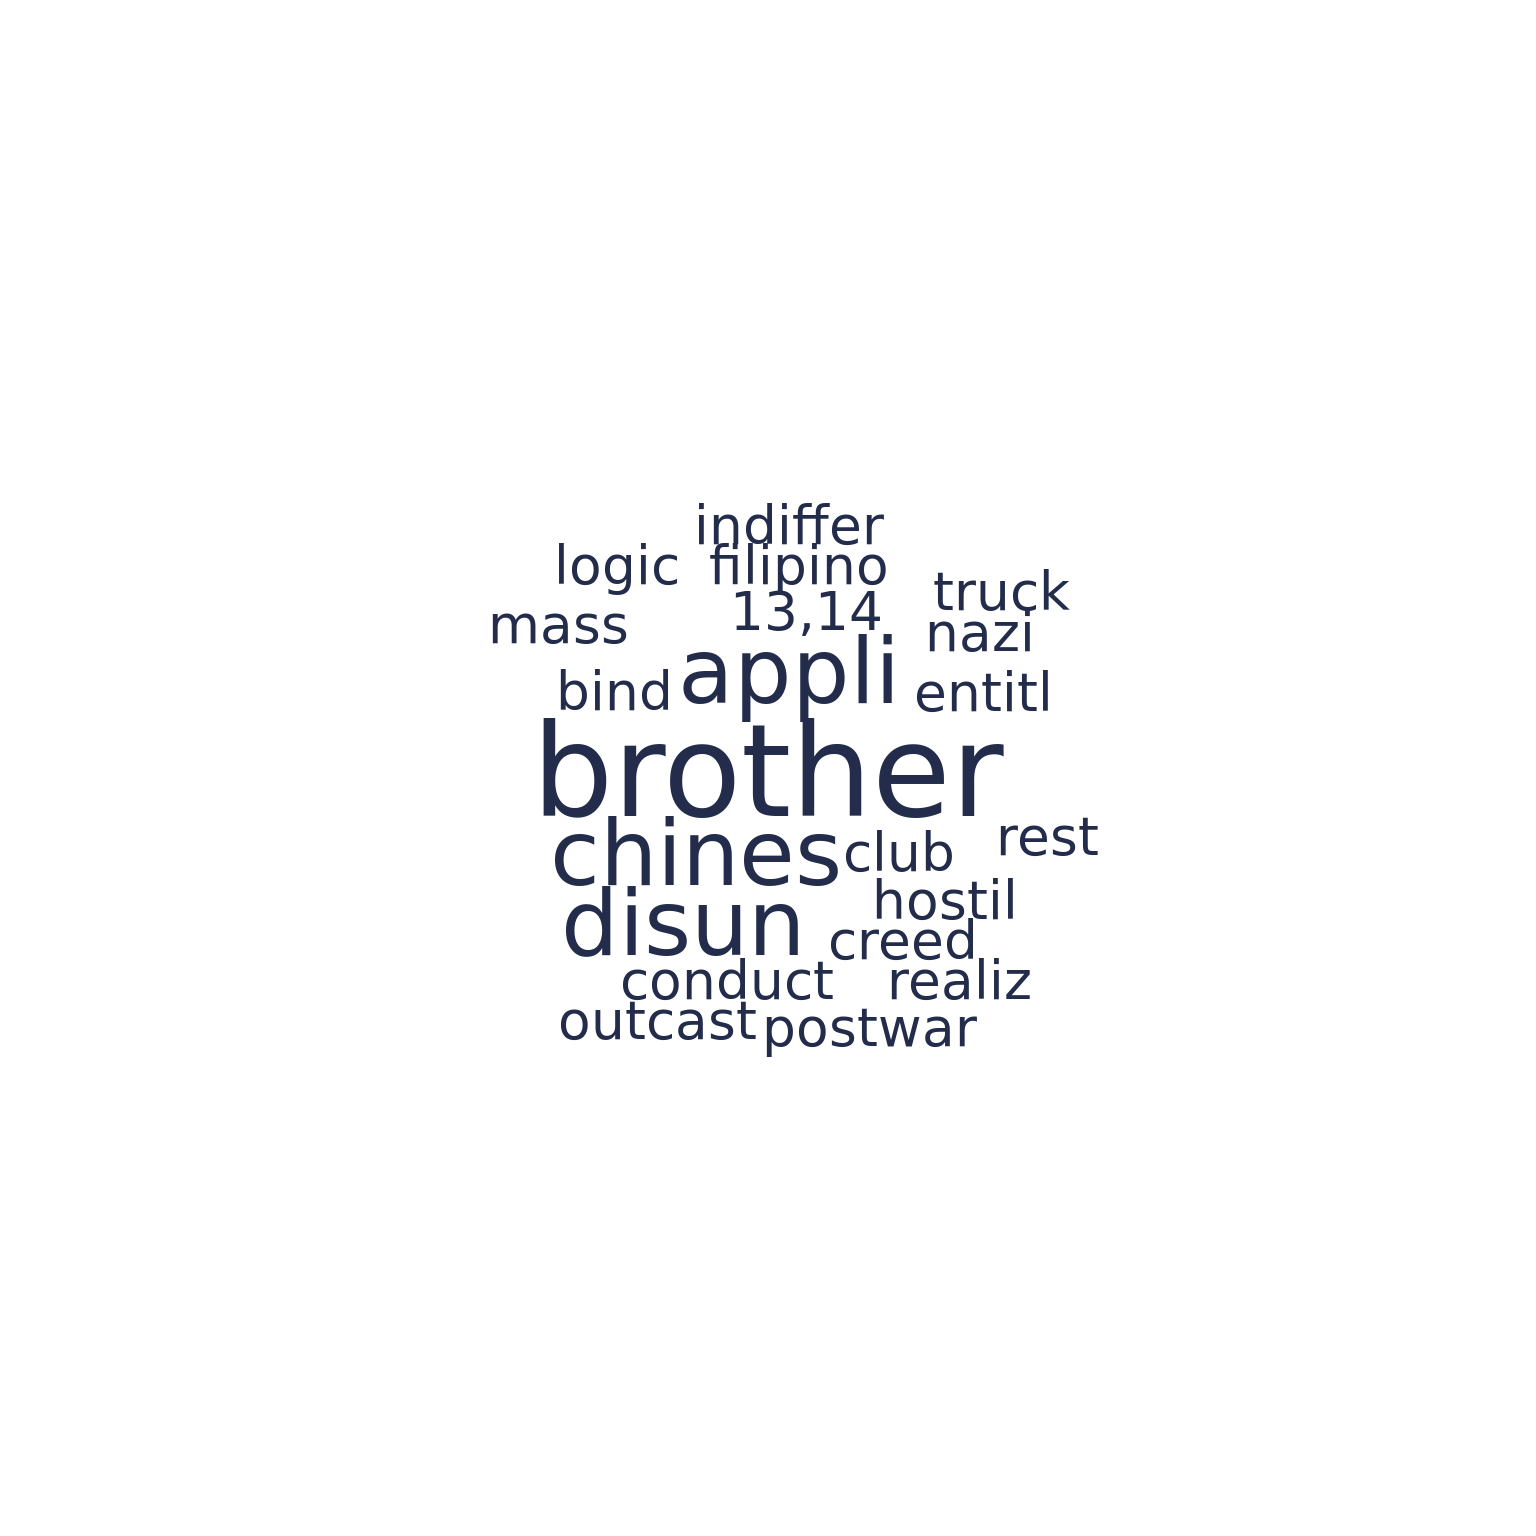 indiffer
logic filipino
truck
13,14
mass nazi
appli
bind entitl
brother
rest
chines club
hostil
disun creed
conduct realiz
outcast postwar